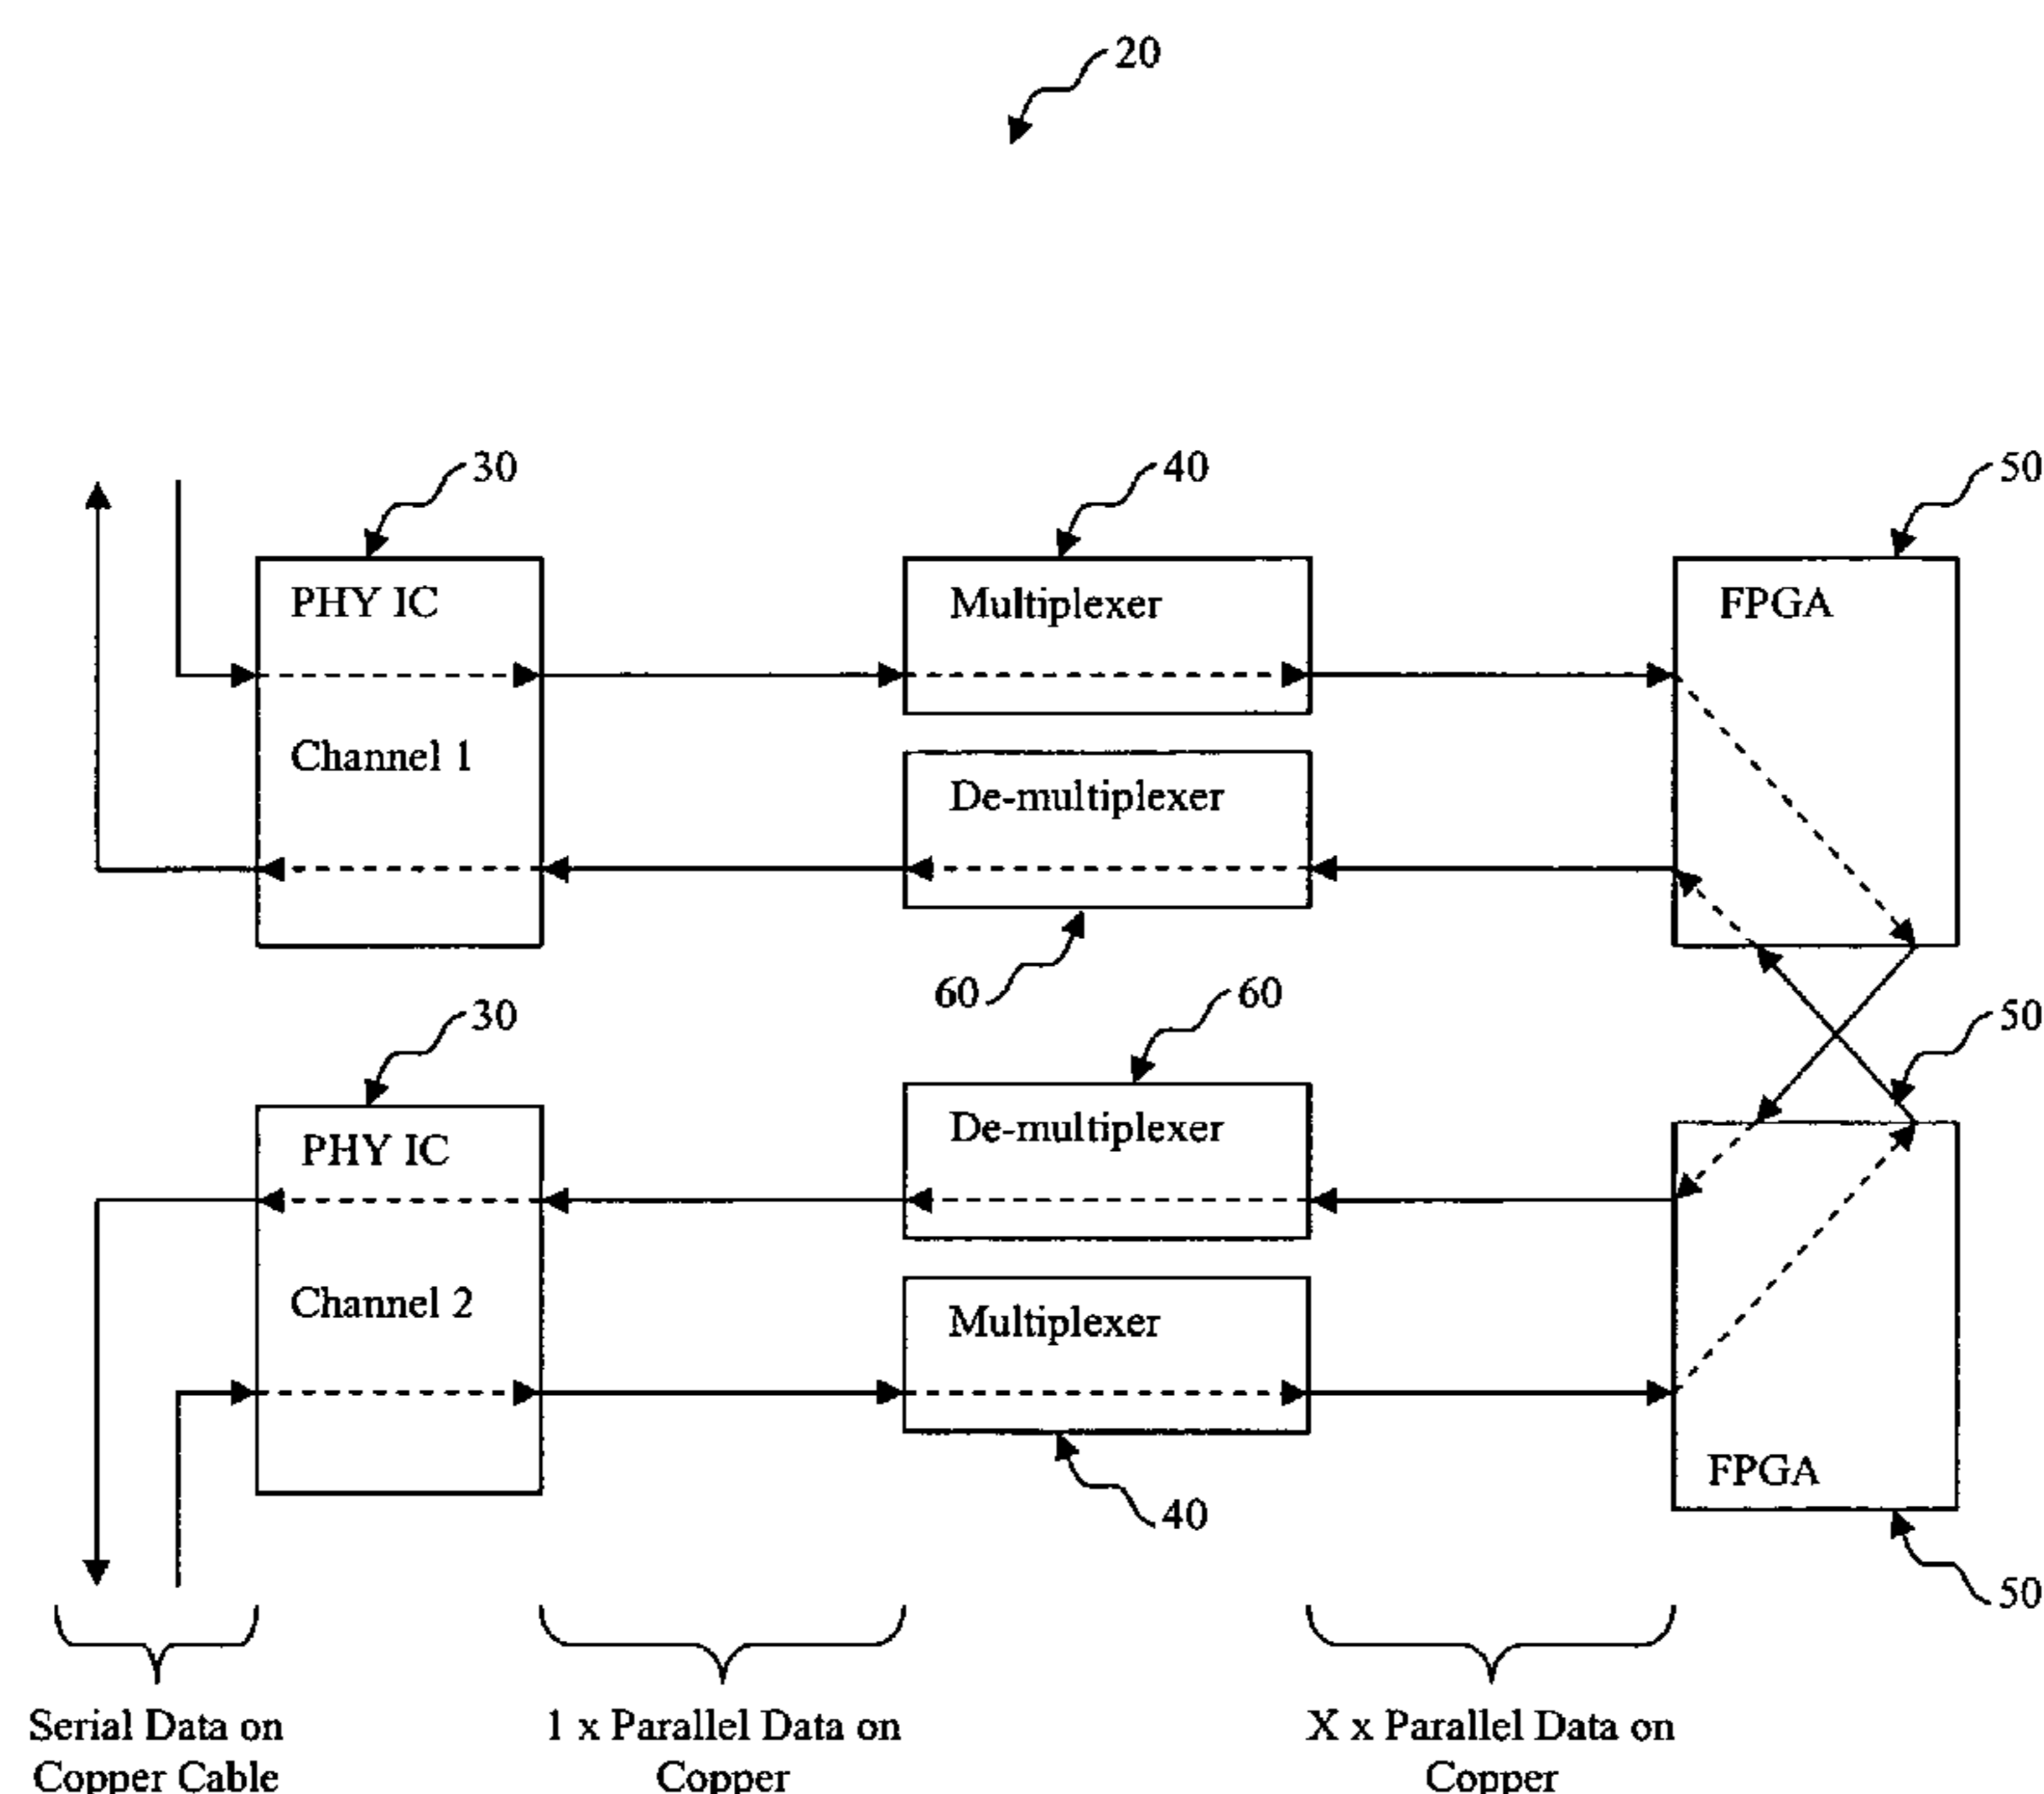 20
30
40
50
PHY IC
Multiplexer
FPGA
Channel 1
De-multiplexer
60
60
30
50
De-multiplexer
PHY IC
Channel 2
Multiplexer
FPGA
40
50
Serial Data on
Copper Cable
1 x Parallel Data on
Copper
X x Parallel Data on
Copper